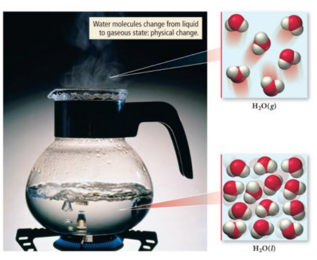 Water molecules change from liquid
to gaseous state: physical change.
H₂O(g)
H₂O(l)